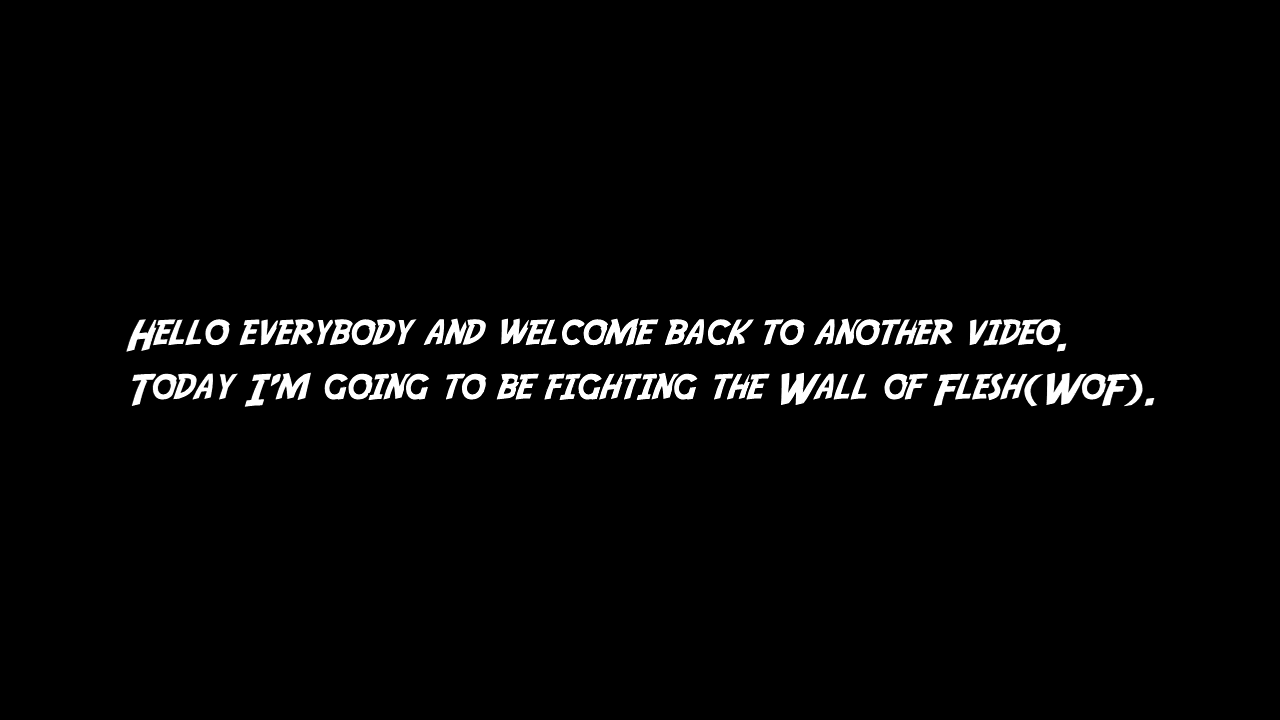 Hello everybody and welcome back to another video.
Today I'm going to be fighting the Wall of Flesh(WoF).